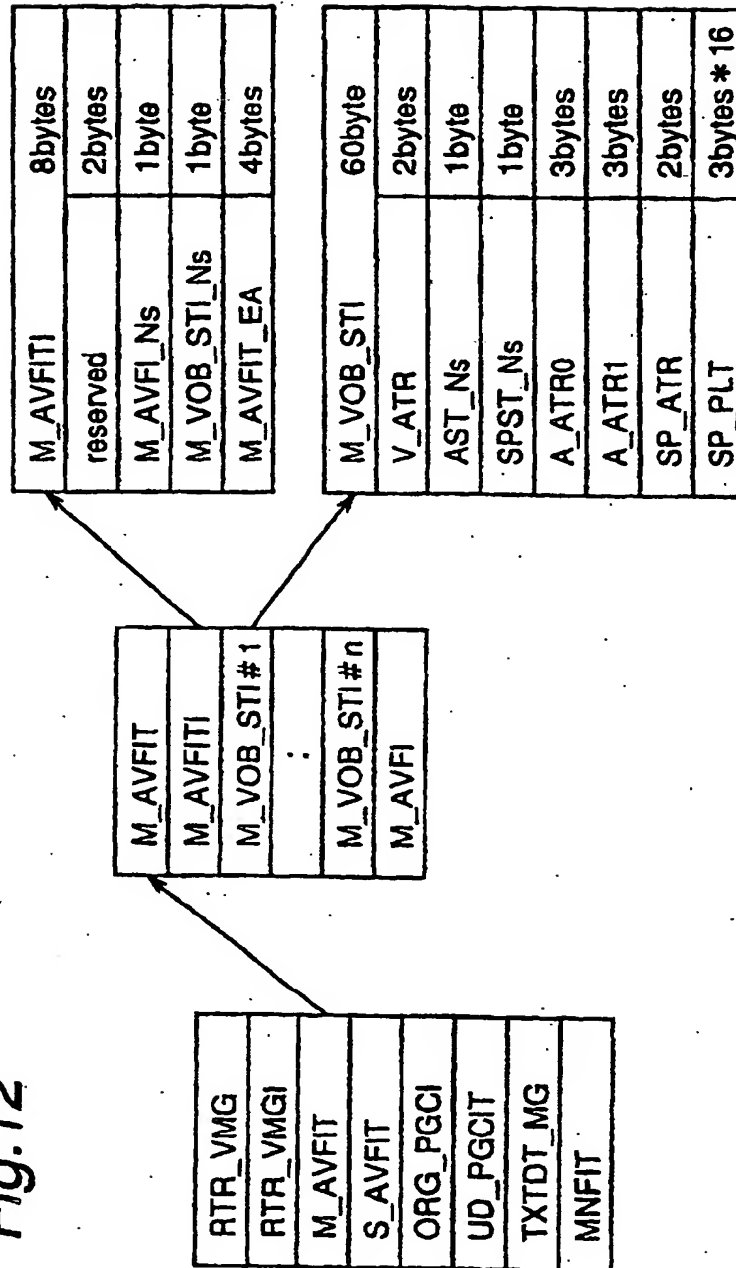 Fig.12
RTR_VMG
RTR_VMGI
M_AVFIT
S_AVFIT
ORG_PGCI
UD_PGCIT
TXTDT_MG
MNFIT
M_AVFIT
M_AVFITI
M_VOB_STI#1
:
M_VOB_STI#n
M_AVFI
M_AVFITI 8bytes
reserved 2bytes
M_AVFI_Ns 1byte
M_VOB_STI_Ns 1byte
M_AVFIT_EA 4bytes
M_VOB_STI 60byte
V_ATR 2bytes
AST_Ns 1byte
SPST_Ns 1byte
A_ATR0 3bytes
A_ATR1 3bytes
SP_ATR 2bytes
SP_PLT 3bytes*16